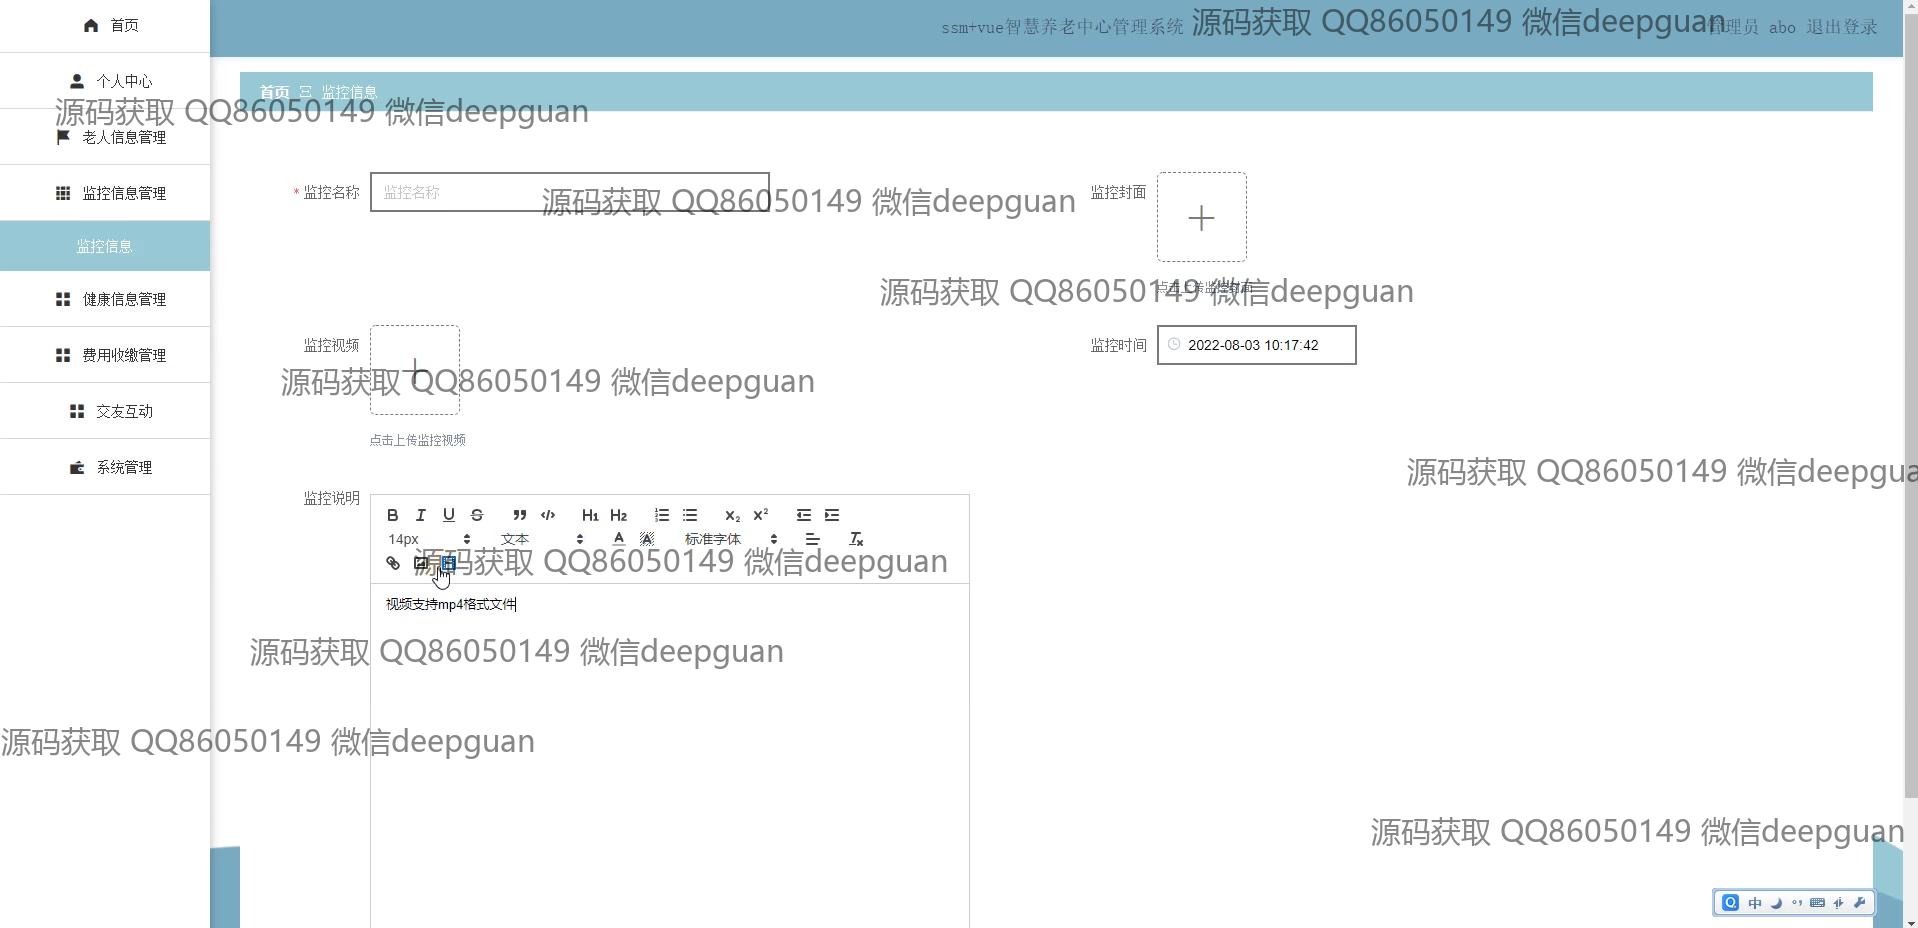 首页
个人中心
老人信息管理
监控信息管理
监控信息
健康信息管理
费用收缴管理
交友互动
系统管理
ssm+vue智慧养老中心管理系统
源码获取 QQ86050149 微信deepguan
管理员 abo 退出登录
首页 监控信息
源码获取 QQ86050149 微信deepguan
* 监控名称
监控名称
源码获取 QQ86050149 微信deepguan
监控封面
点击上传监控封面
源码获取 QQ86050149 微信deepguan
监控视频
点击上传监控视频
监控时间
2022-08-03 10:17:42
源码获取 QQ86050149 微信deepguan
源码获取 QQ86050149 微信deepgua
监控说明
B I U S H1 H2 X2 X2
14px 文本 A A 标准字体 Tx
源码获取 QQ86050149 微信deepguan
视频支持mp4格式文件
源码获取 QQ86050149 微信deepguan
源码获取 QQ86050149 微信deepguan
源码获取 QQ86050149 微信deepguan
中